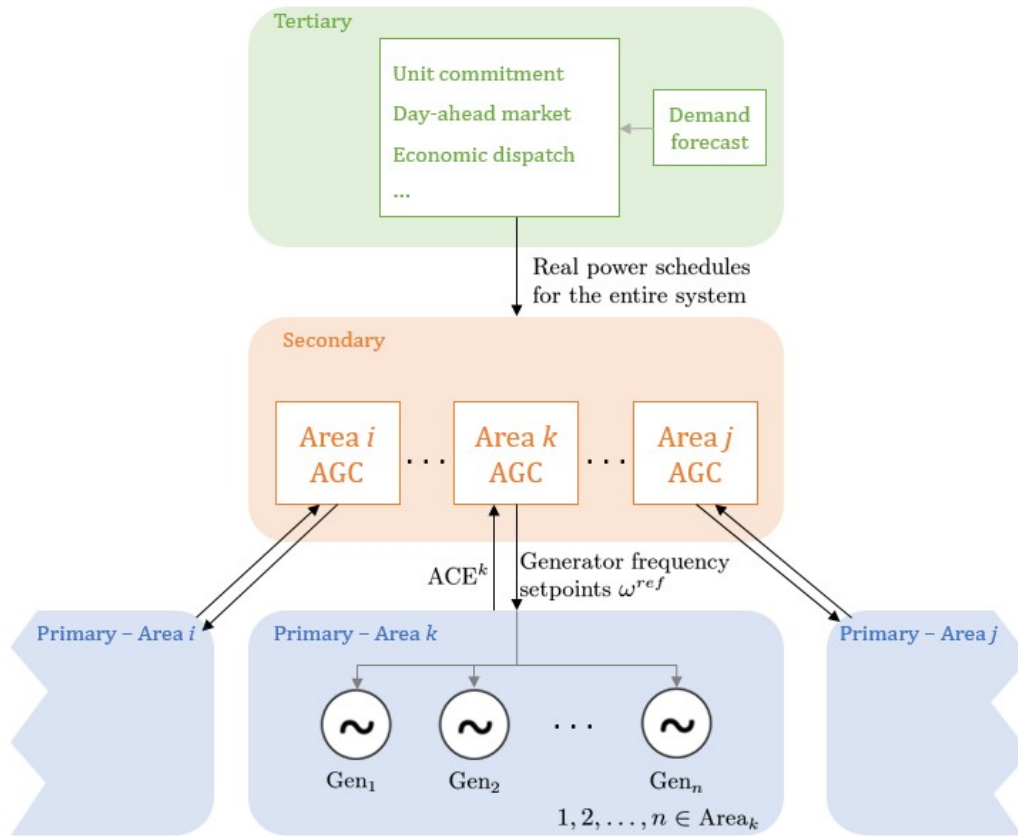 Tertiary
Unit commitment
Day-ahead market
Economic dispatch
...
Demand
forecast
Real power schedules
for the entire system
Secondary
Area i
AGC
. . .
Area k
AGC
. . .
Area j
AGC
ACE^k
Generator frequency
setpoints ω^ref
Primary – Area i
Primary – Area k
Primary – Area j
~
~
. . .
~
Gen₁
Gen₂
Genₙ
1, 2, . . . , n ∈ Areaₖ